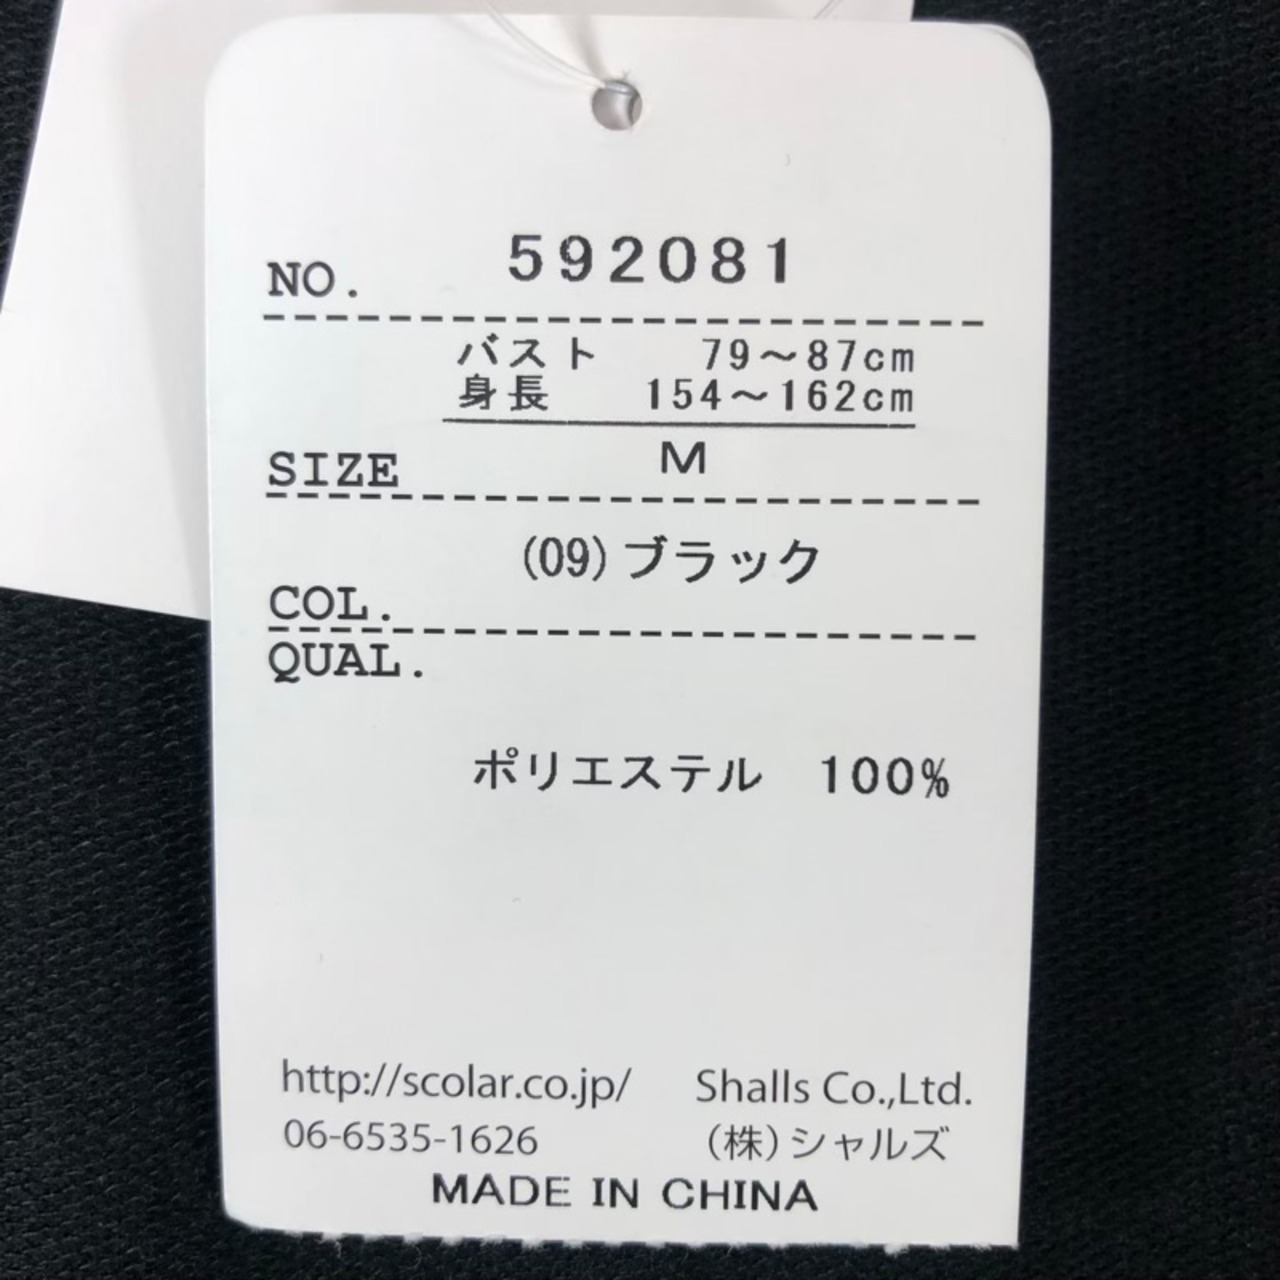 NO. 592081
バスト 79～87cm
身長 154～162cm
SIZE M
(09)ブラック
COL.
QUAL.
ポリエステル 100%
http://scolar.co.jp/ Shalls Co.,Ltd.
06-6535-1626 (株)シャルズ
MADE IN CHINA